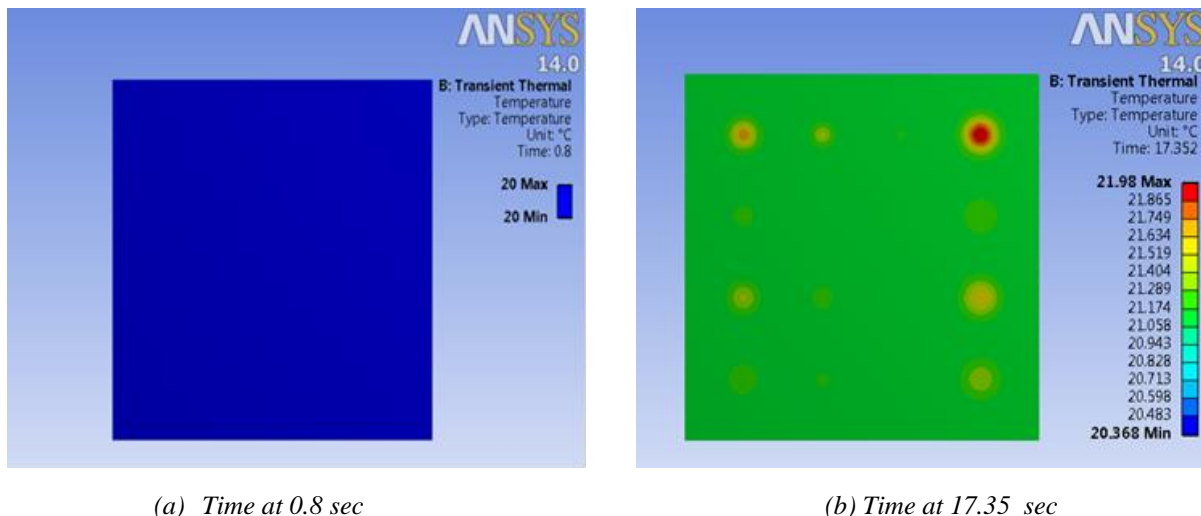 ANSYS
14.0
B: Transient Thermal
Temperature
Type: Temperature
Unit: °C
Time: 0.8
20 Max
20 Min
ANSYS
14.0
B: Transient Thermal
Temperature
Type: Temperature
Unit: °C
Time: 17.352
21.98 Max
21.865
21.749
21.634
21.519
21.404
21.289
21.174
21.058
20.943
20.828
20.713
20.598
20.483
20.368 Min
(a) Time at 0.8 sec
(b) Time at 17.35 sec